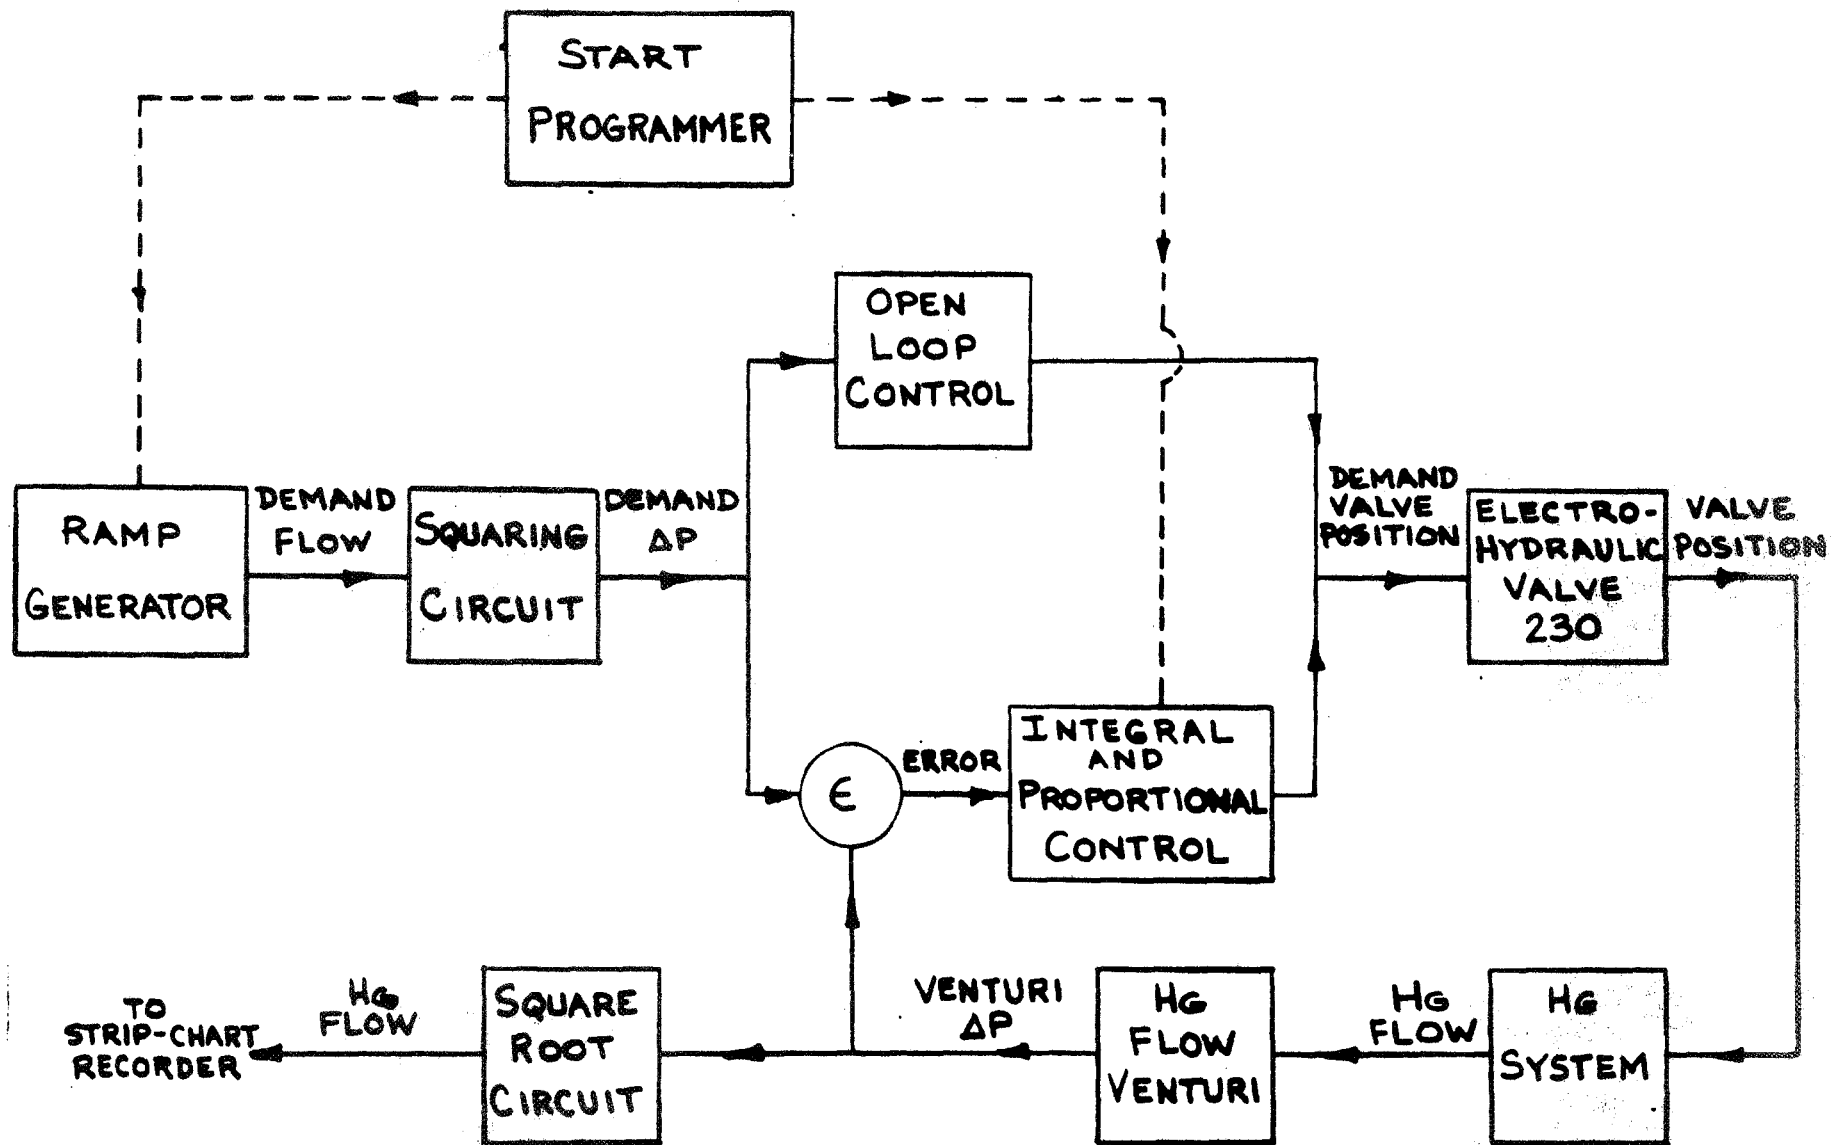 START
PROGRAMMER
OPEN
LOOP
CONTROL
RAMP
GENERATOR
DEMAND
FLOW
SQUARING
CIRCUIT
DEMAND
ΔP
DEMAND
VALVE
POSITION
ELECTRO-
HYDRAULIC
VALVE
230
VALVE
POSITION
ϵ
ERROR
INTEGRAL
AND
PROPORTIONAL
CONTROL
TO
STRIP-CHART
RECORDER
HG
FLOW
SQUARE
ROOT
CIRCUIT
VENTURI
ΔP
HG
FLOW
VENTURI
HG
FLOW
HG
SYSTEM